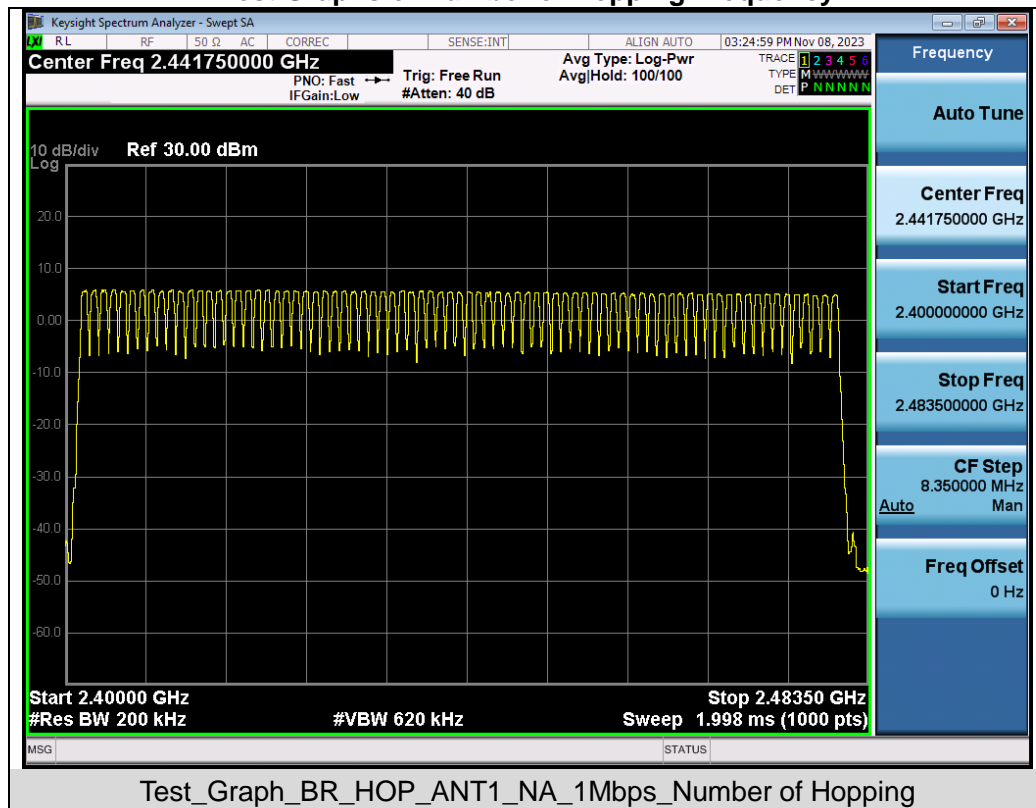 Keysight Spectrum Analyzer - Swept SA
LXI RL RF 50 Ω AC CORREC SENSE:INT ALIGN AUTO 03:24:59 PM Nov 08, 2023
Center Freq 2.441750000 GHz
PNO: Fast
IFGain:Low
Trig: Free Run
#Atten: 40 dB
Avg Type: Log-Pwr
Avg|Hold: 100/100
TRACE 1 2 3 4 5 6
TYPE M WWWWW
DET P N N N N N
10 dB/div Ref 30.00 dBm
Log
20.0
10.0
0.00
-10.0
-20.0
-30.0
-40.0
-50.0
-60.0
Start 2.40000 GHz Stop 2.48350 GHz
#Res BW 200 kHz #VBW 620 kHz Sweep 1.998 ms (1000 pts)
MSG STATUS
Frequency
Auto Tune
Center Freq
2.441750000 GHz
Start Freq
2.400000000 GHz
Stop Freq
2.483500000 GHz
CF Step
8.350000 MHz
Auto Man
Freq Offset
0 Hz
Test_Graph_BR_HOP_ANT1_NA_1Mbps_Number of Hopping